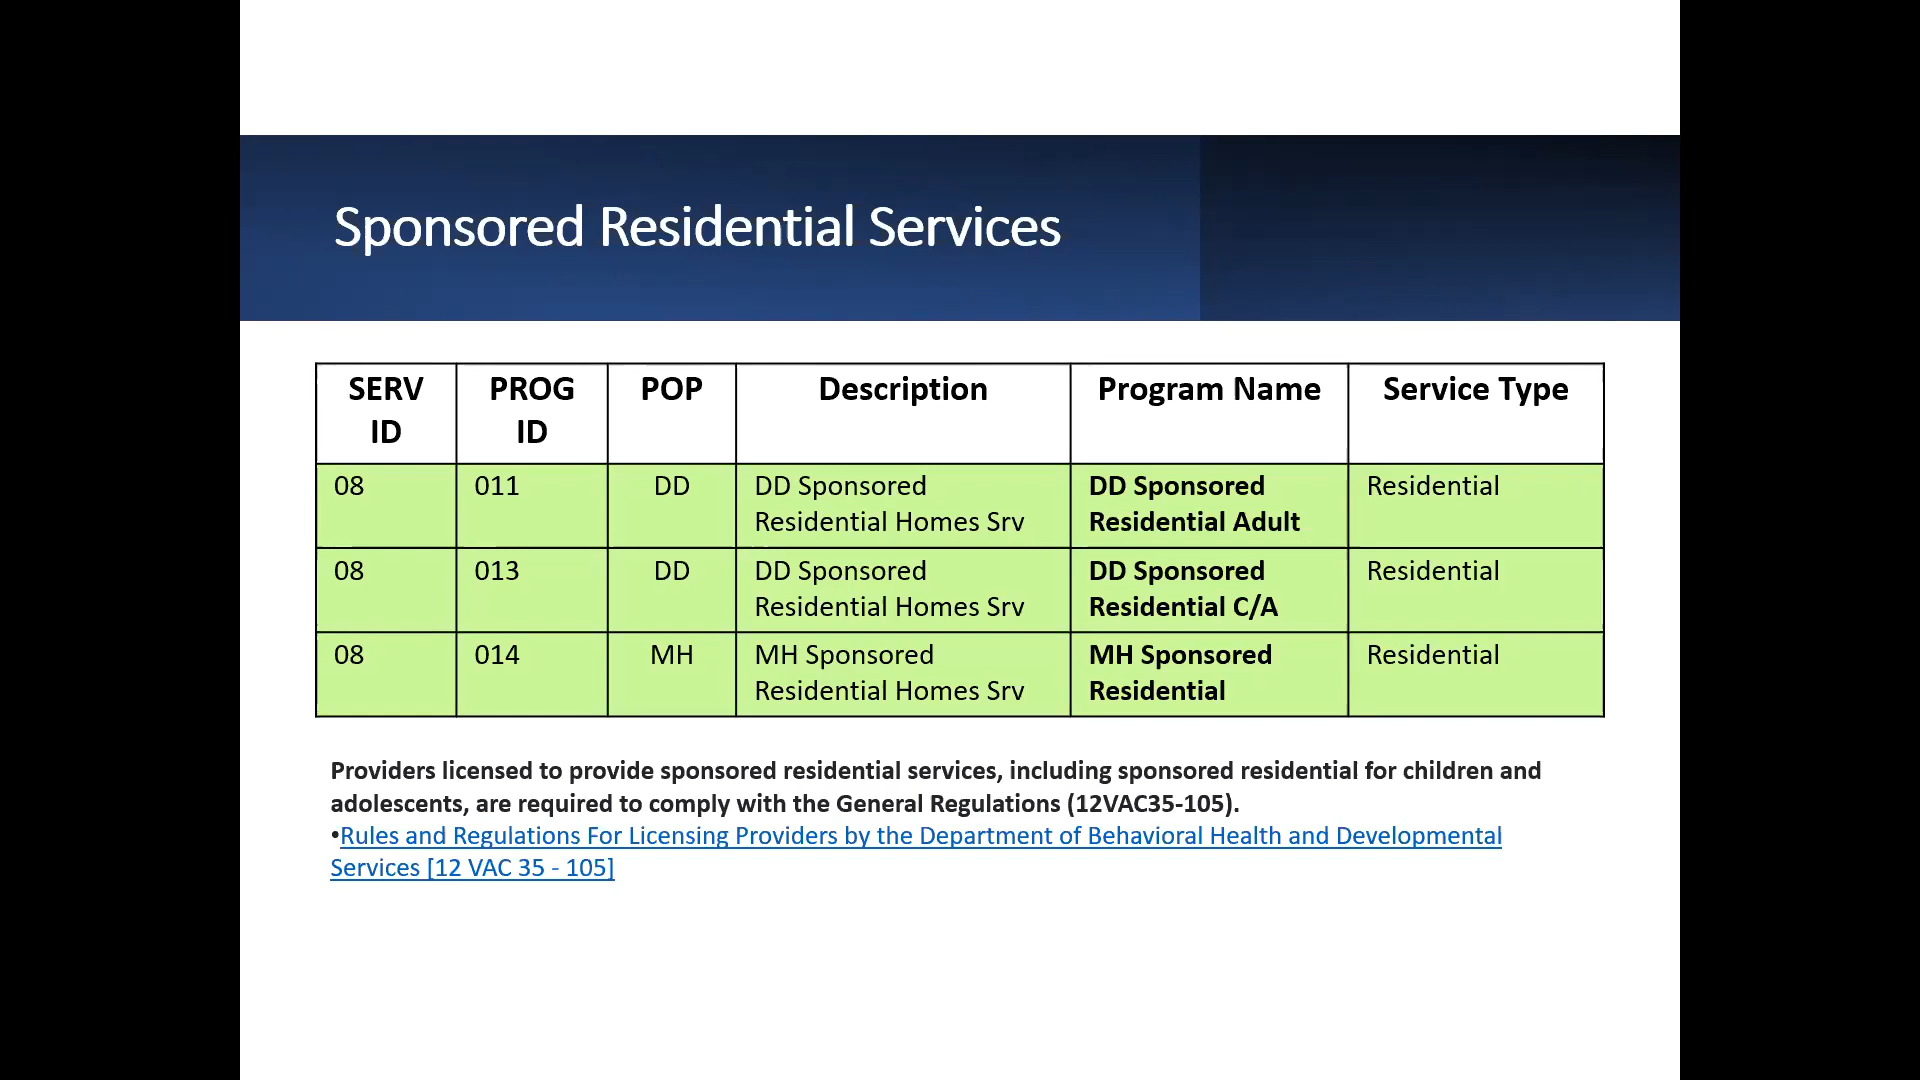 Sponsored Residential Services
SERV ID | PROG ID | POP | Description | Program Name | Service Type
08 | 011 | DD | DD Sponsored Residential Homes Srv | DD Sponsored Residential Adult | Residential
08 | 013 | DD | DD Sponsored Residential Homes Srv | DD Sponsored Residential C/A | Residential
08 | 014 | MH | MH Sponsored Residential Homes Srv | MH Sponsored Residential | Residential
Providers licensed to provide sponsored residential services, including sponsored residential for children and
adolescents, are required to comply with the General Regulations (12VAC35-105).
•Rules and Regulations For Licensing Providers by the Department of Behavioral Health and Developmental
Services [12 VAC 35 - 105]